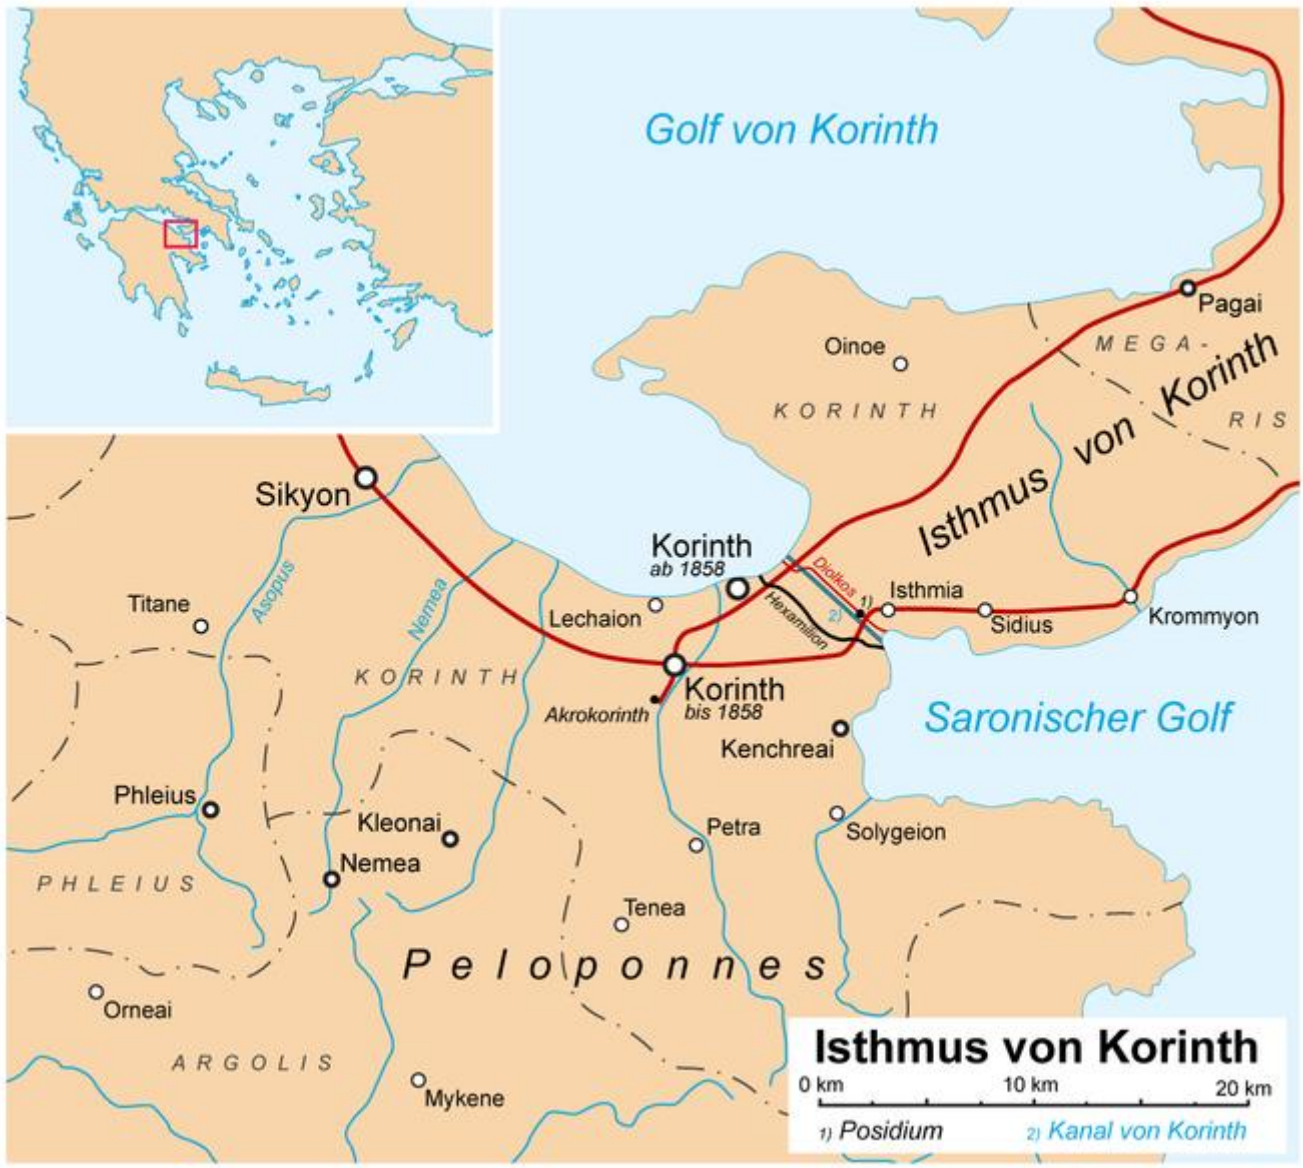 Golf von Korinth
Pagai
MEGA-
RIS
Oinoe
KORINTH
Isthmus von Korinth
Sikyon
Korinth
ab 1858
Diolkos
1)
2)
Hexamilion
Isthmia
Sidius
Krommyon
Titane
Asopus
Nemea
Lechaion
KORINTH
Korinth
bis 1858
Akrokorinth
Saronischer Golf
Kenchreai
Phleius
Kleonai
Nemea
Petra
Solygeion
PHLEIUS
Tenea
Peloponnes
Orneai
ARGOLIS
Mykene
Isthmus von Korinth
0 km 10 km 20 km
1) Posidium 2) Kanal von Korinth